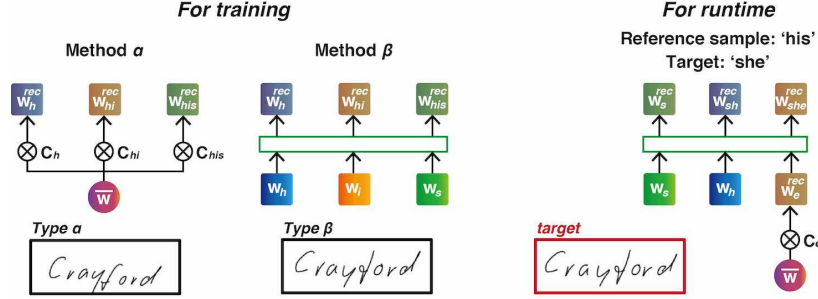 For training
For runtime
Method α
Method β
Reference sample: 'his'
Target: 'she'
w_h^rec w_hi^rec w_his^rec
w_h^rec w_hi^rec w_his^rec
w_s^rec w_sh^rec w_she^rec
C_h C_hi C_his
w_h w_i w_s
w_s w_h w_e^rec
w̅
w̅
Type α
Type β
target
Crayford
Crayford
Crayford